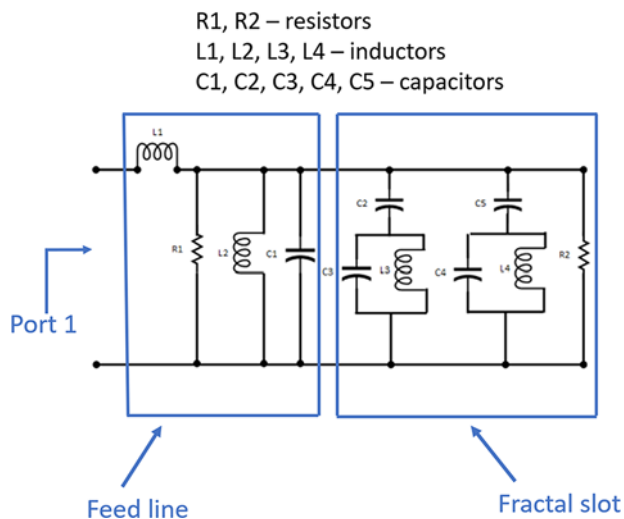 R1, R2 – resistors
L1, L2, L3, L4 – inductors
C1, C2, C3, C4, C5 – capacitors
L1
C2
C5
R1
L2
C1
C3
L3
C4
L4
R2
Port 1
Feed line
Fractal slot